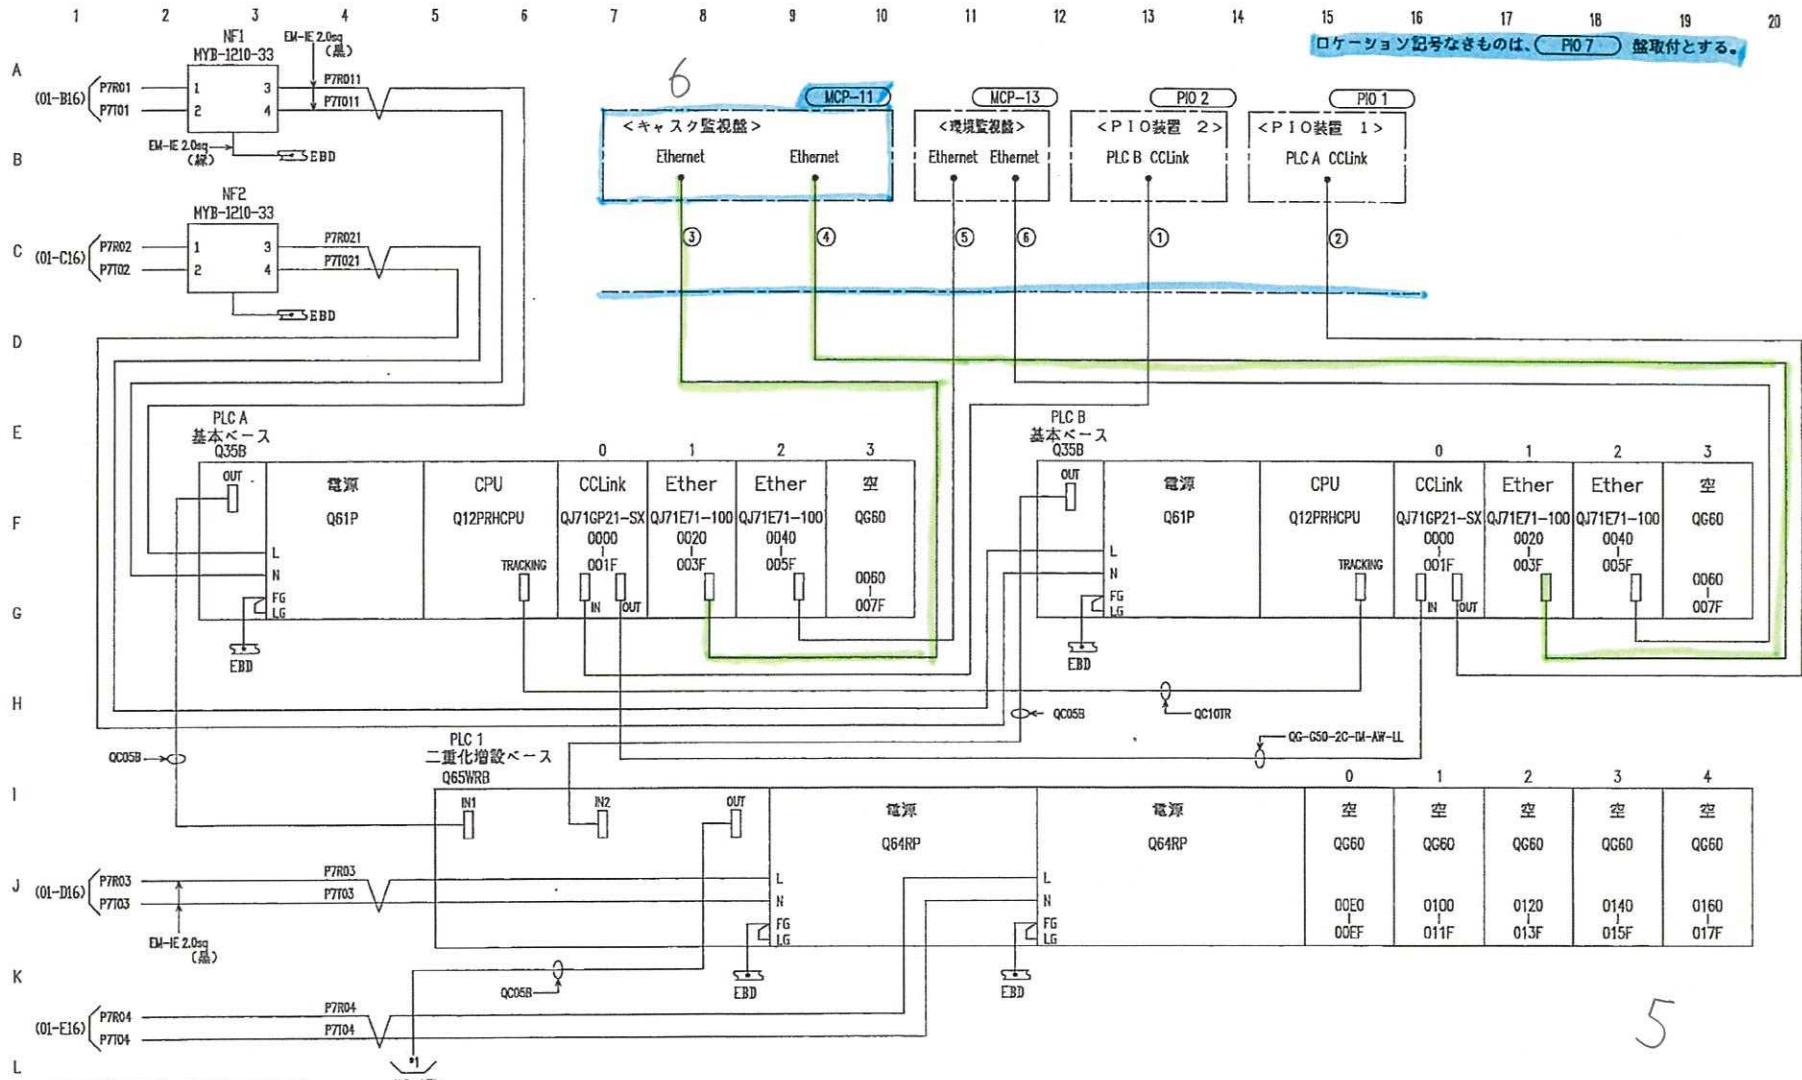 1 2 3 4 5 6 7 8 9 10 11 12 13 14 15 16 17 18 19 20
ロケーション記号なきものは、 PIO 7 盤取付とする。
A
NF1
MYB-1210-33
EM-IE 2.0sq
(黒)
(01-B16)
P7R01 1 3 P7R011
P7T01 2 4 P7T011
EM-IE 2.0sq
(緑)
EBD
6
MCP-11
MCP-13
PIO 2
PIO 1
B
<キャスク監視盤>
<環境監視盤>
<PIO装置 2>
<PIO装置 1>
Ethernet Ethernet
Ethernet Ethernet
PLC B CCLink
PLC A CCLink
C
NF2
MYB-1210-33
(01-C16)
P7R02 1 3 P7R021
P7T02 2 4 P7T021
EBD
③ ④ ⑤ ⑥ ① ②
D
E
PLC A
基本ベース
Q35B
0 1 2 3
F
OUT
電源 CPU CCLink Ether Ether 空
Q61P Q12PRHCPU QJ71GP21-SX QJ71E71-100 QJ71E71-100 QG60
0000 0020 0040
001F 003F 005F
0060
007F
L
N
FG
LG
TRACKING
IN OUT
EBD
PLC B
基本ベース
Q35B
0 1 2 3
OUT
電源 CPU CCLink Ether Ether 空
Q61P Q12PRHCPU QJ71GP21-SX QJ71E71-100 QJ71E71-100 QG60
0000 0020 0040
001F 003F 005F
0060
007F
L
N
FG
LG
TRACKING
IN OUT
EBD
G
H
QC05B
QC10TR
QG-G50-2C-IM-AW-LL
QC05B
PLC 1
二重化増設ベース
Q65WRB
0 1 2 3 4
I
IN1 IN2 OUT
電源 電源 空 空 空 空 空
Q64RP Q64RP QG60 QG60 QG60 QG60 QG60
J
(01-D16)
P7R03 P7R03 L L
P7T03 P7T03 N N
FG FG
LG LG
00E0 0100 0120 0140 0160
00EF 011F 013F 015F 017F
EM-IE 2.0sq
(黒)
K
QC05B
EBD EBD
(01-E16)
P7R04 P7R04
P7T04 P7T04
5
L
*1